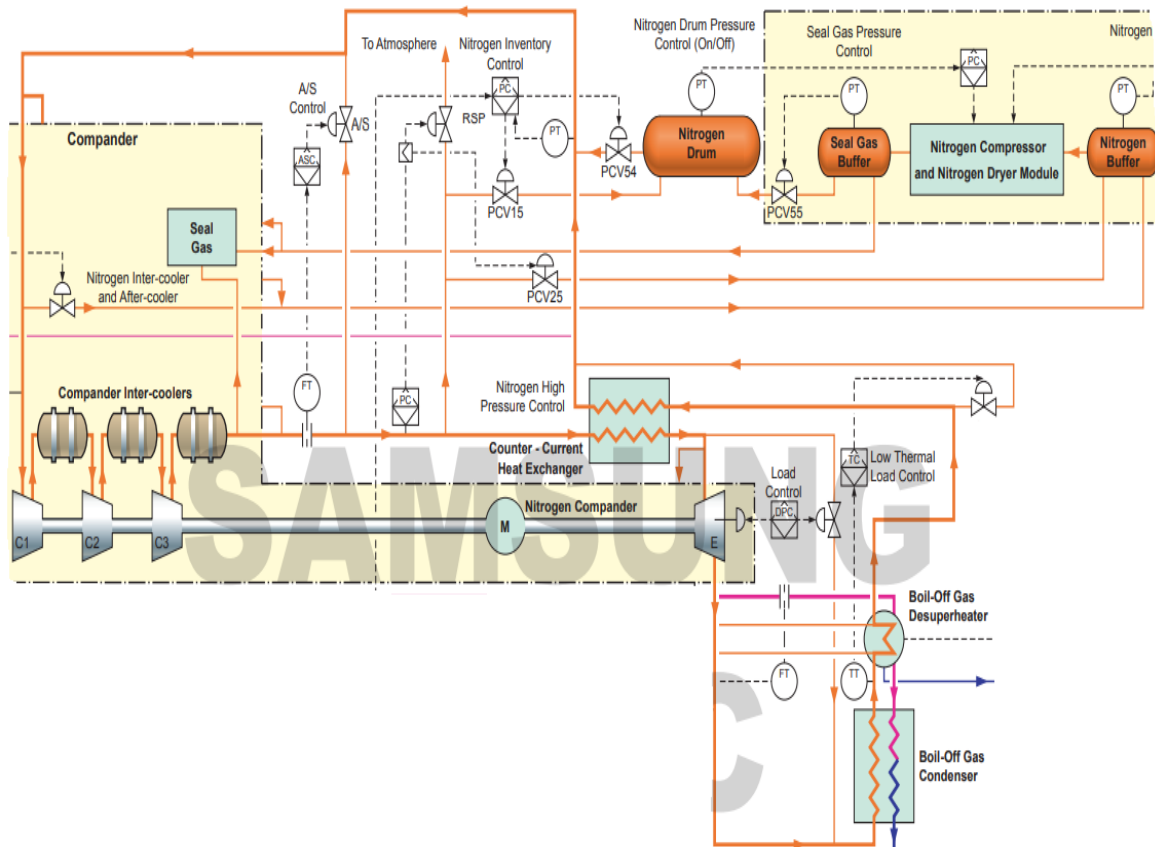 Nitrogen Drum Pressure
Control (On/Off)
Seal Gas Pressure
Control
Nitrogen
To Atmosphere
Nitrogen Inventory
Control
PC
PC
PT
PT
A/S
Control
A/S
RSP
PT
Nitrogen
Drum
Seal Gas
Buffer
Nitrogen Compressor
and Nitrogen Dryer Module
Nitrogen
Buffer
Compander
ASC
PCV54
PCV15
PCV55
Seal
Gas
Nitrogen Inter-cooler
and After-cooler
PCV25
Compander Inter-coolers
FT
PC
Nitrogen High
Pressure Control
Counter - Current
Heat Exchanger
TC
Low Thermal
Load Control
Load
Control
DPC
Nitrogen Compander
C1
C2
C3
M
E
SAMSUNG
Boil-Off Gas
Desuperheater
FT
TT
C
Boil-Off Gas
Condenser